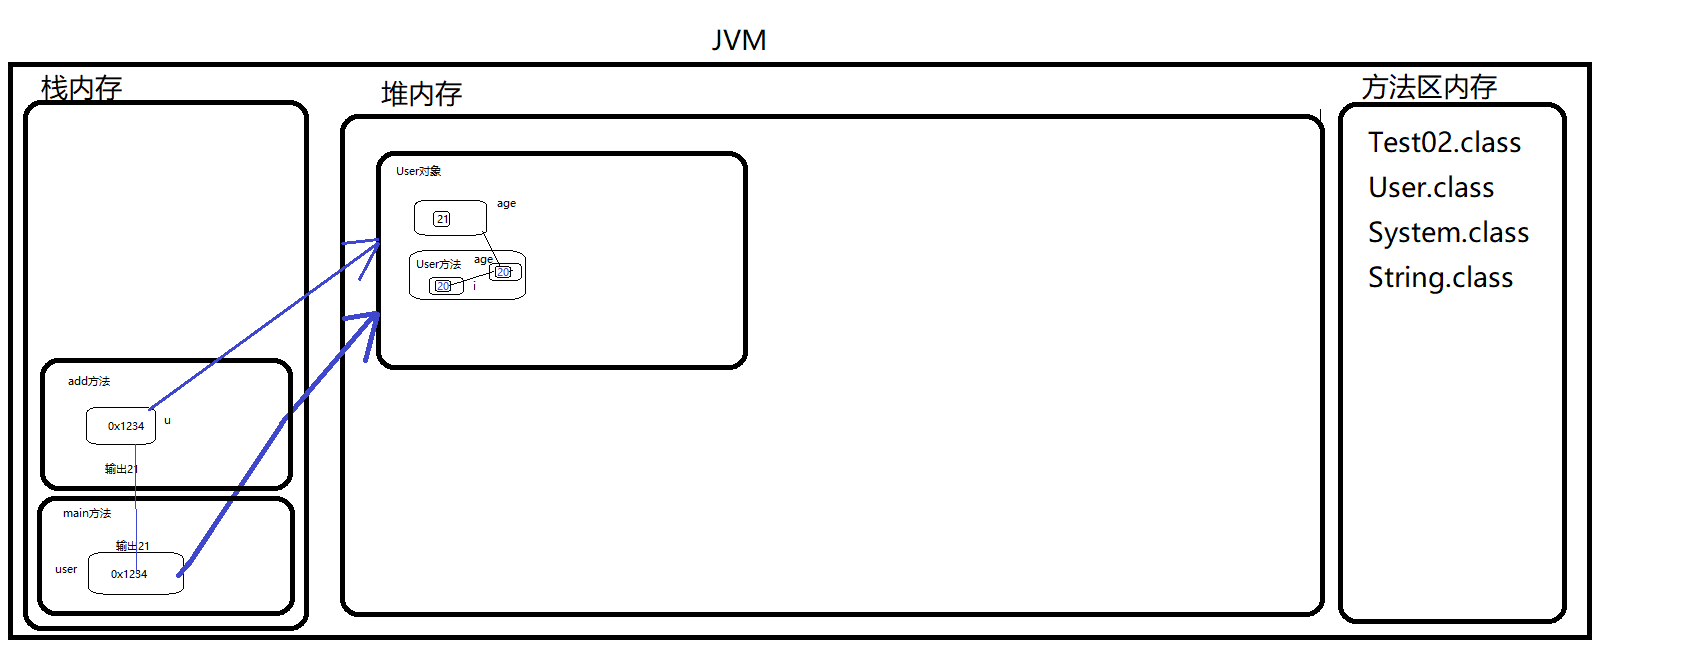 JVM
栈内存
堆内存
方法区内存
Test02.class
User.class
System.class
String.class
User对象
age
21
User方法
age
20
20
i
add方法
0x1234
u
输出21
main方法
输出21
user
0x1234